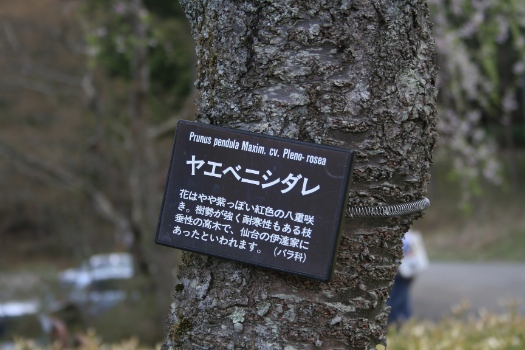 Prunus pendula Maxim. cv. Pleno-rosea
ヤエベニシダレ
花はやや紫っぽい紅色の八重咲
き。樹勢が強く耐寒性もある枝
垂性の高木で、仙台の伊達家に
あったといわれます。（バラ科）